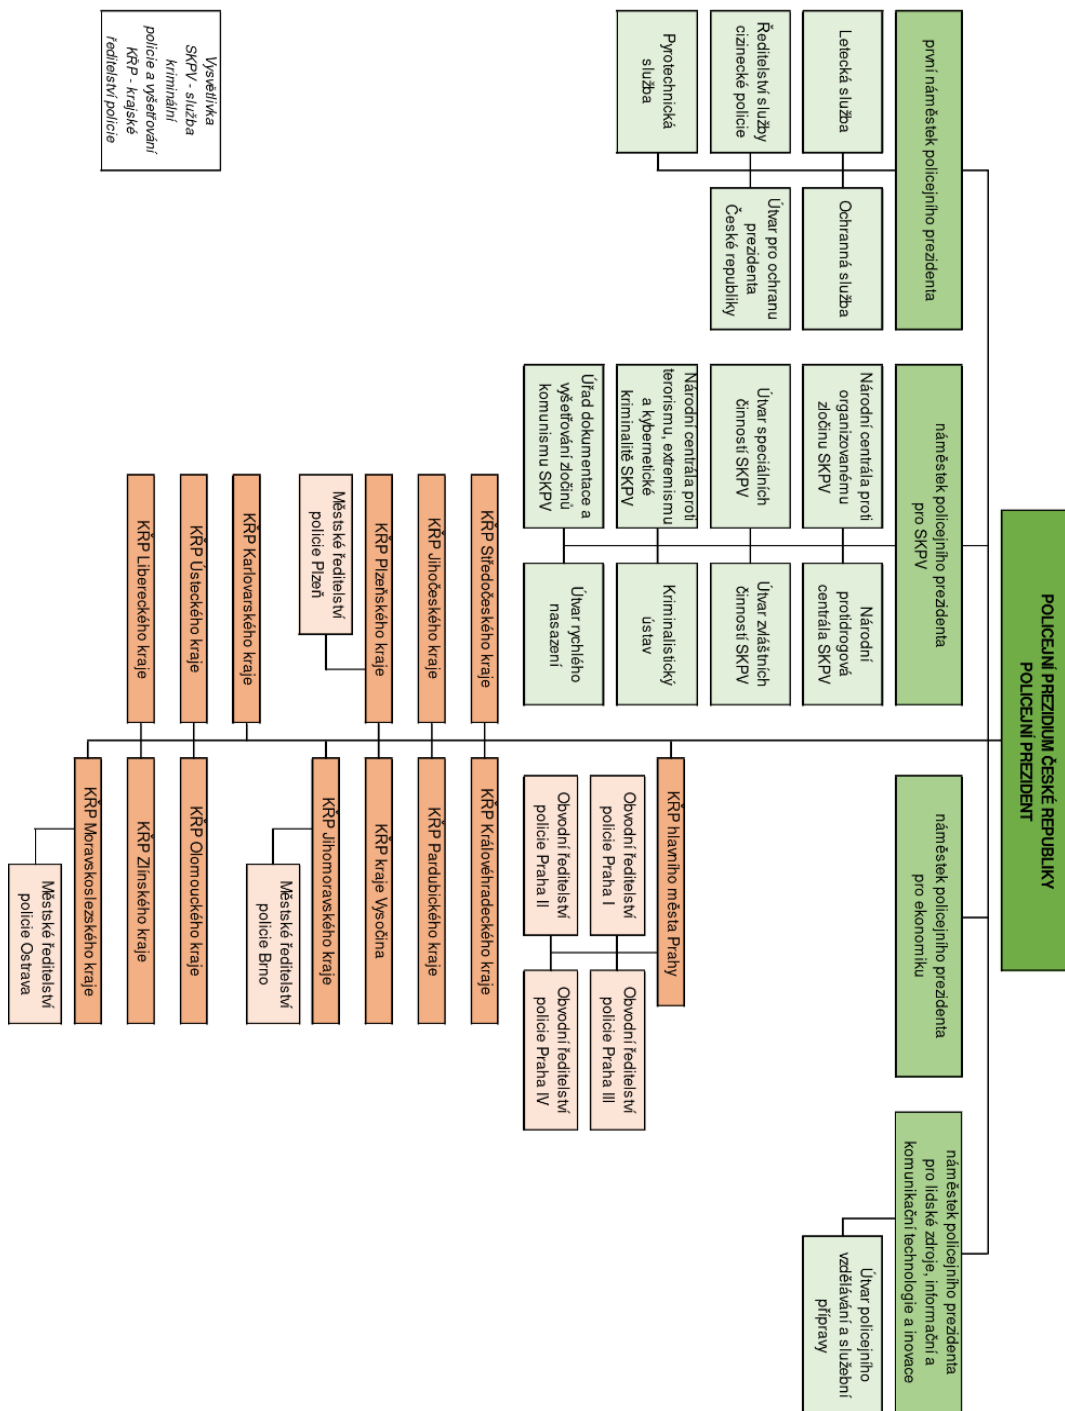 POLICEJNÍ PREZIDIUM ČESKÉ REPUBLIKY
POLICEJNÍ PREZIDENT
první náměstek policejního prezidenta
náměstek policejního prezidenta
pro SKPV
náměstek policejního prezidenta
pro ekonomiku
náměstek policejního prezidenta
pro lidské zdroje, informační a
komunikační technologie a inovace
Letecká služba
Ochranná služba
Ředitelství služby
cizinecké policie
Útvar pro ochranu
prezidenta
České republiky
Pyrotechnická
služba
Národní centrála proti
organizovanému
zločinu SKPV
Národní
protidrogová
centrála SKPV
Útvar speciálních
činností SKPV
Útvar zvláštních
činností SKPV
Národní centrála proti
terorismu, extremismu
a kybernetické
kriminalitě SKPV
Kriminalistický
ústav
Úřad dokumentace a
vyšetřování zločinů
komunismu SKPV
Útvar rychlého
nasazení
Útvar policejního
vzdělávání a služební
přípravy
KŘP hlavního města Prahy
Obvodní ředitelství
policie Praha I
Obvodní ředitelství
policie Praha III
Obvodní ředitelství
policie Praha II
Obvodní ředitelství
policie Praha IV
KŘP Středočeského kraje
KŘP Královéhradeckého kraje
KŘP Jihočeského kraje
KŘP Pardubického kraje
KŘP Plzeňského kraje
KŘP kraje Vysočina
Městské ředitelství
policie Plzeň
KŘP Jihomoravského kraje
Městské ředitelství
policie Brno
KŘP Karlovarského kraje
KŘP Ústeckého kraje
KŘP Olomouckého kraje
KŘP Libereckého kraje
KŘP Zlínského kraje
KŘP Moravskoslezského kraje
Městské ředitelství
policie Ostrava
Vysvětlivka
SKPV - služba
kriminální
policie a vyšetřování
KŘP - krajské
ředitelství policie